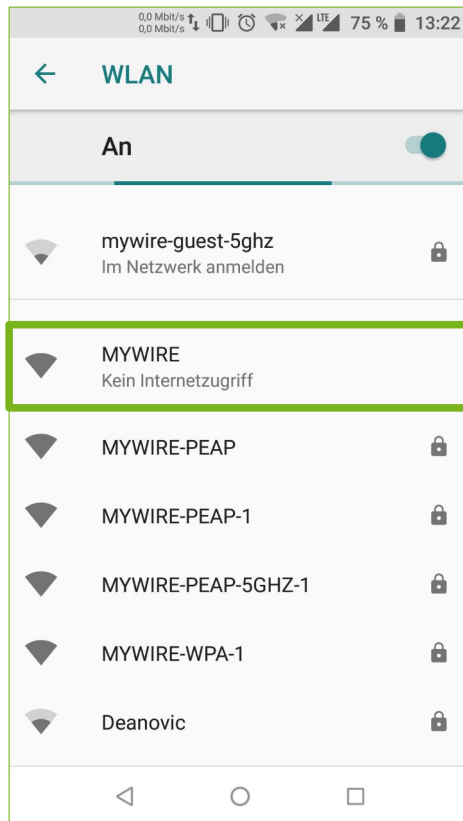 0,0 Mbit/s
0,0 Mbit/s
LTE
75 %
13:22
WLAN
An
mywire-guest-5ghz
Im Netzwerk anmelden
MYWIRE
Kein Internetzugriff
MYWIRE-PEAP
MYWIRE-PEAP-1
MYWIRE-PEAP-5GHZ-1
MYWIRE-WPA-1
Deanovic